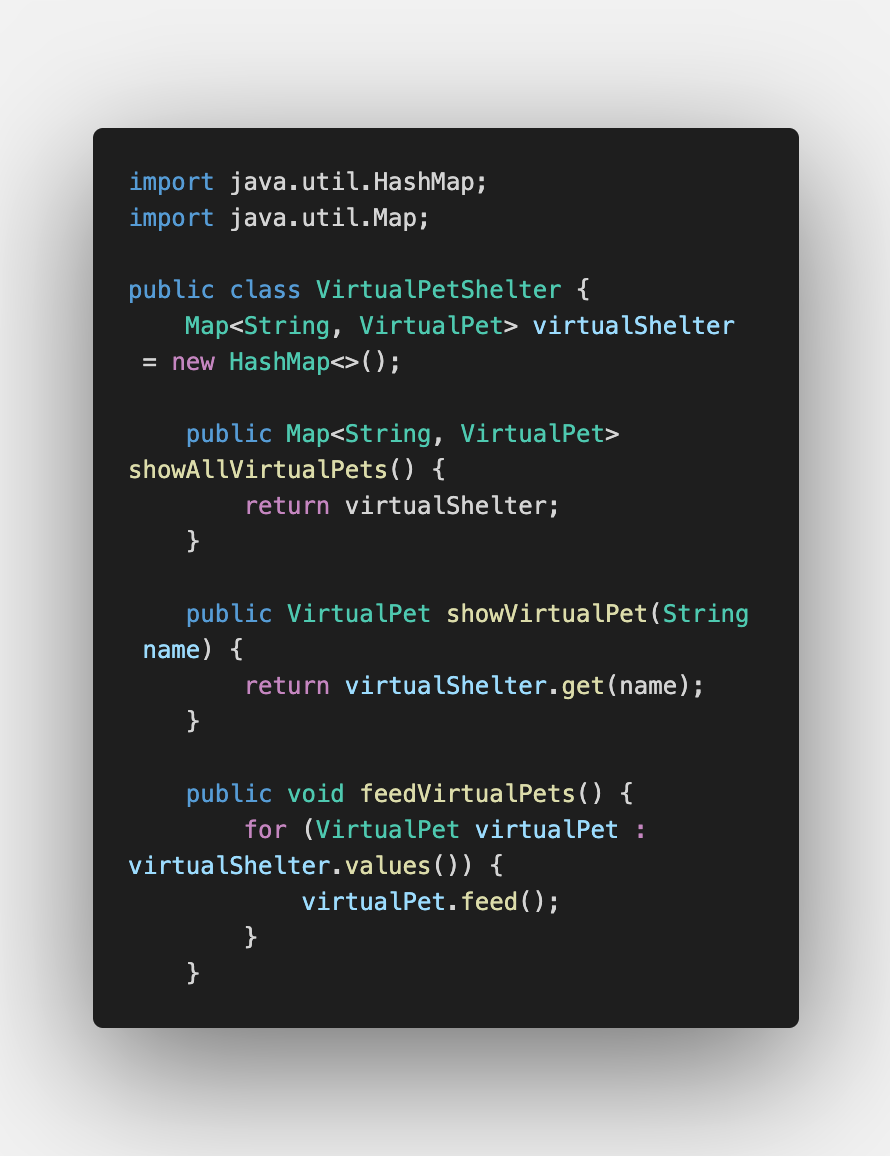 import java.util.HashMap;
import java.util.Map;

public class VirtualPetShelter {
    Map<String, VirtualPet> virtualShelter
 = new HashMap<>();

    public Map<String, VirtualPet>
showAllVirtualPets() {
        return virtualShelter;
    }

    public VirtualPet showVirtualPet(String
 name) {
        return virtualShelter.get(name);
    }

    public void feedVirtualPets() {
        for (VirtualPet virtualPet :
virtualShelter.values()) {
            virtualPet.feed();
        }
    }